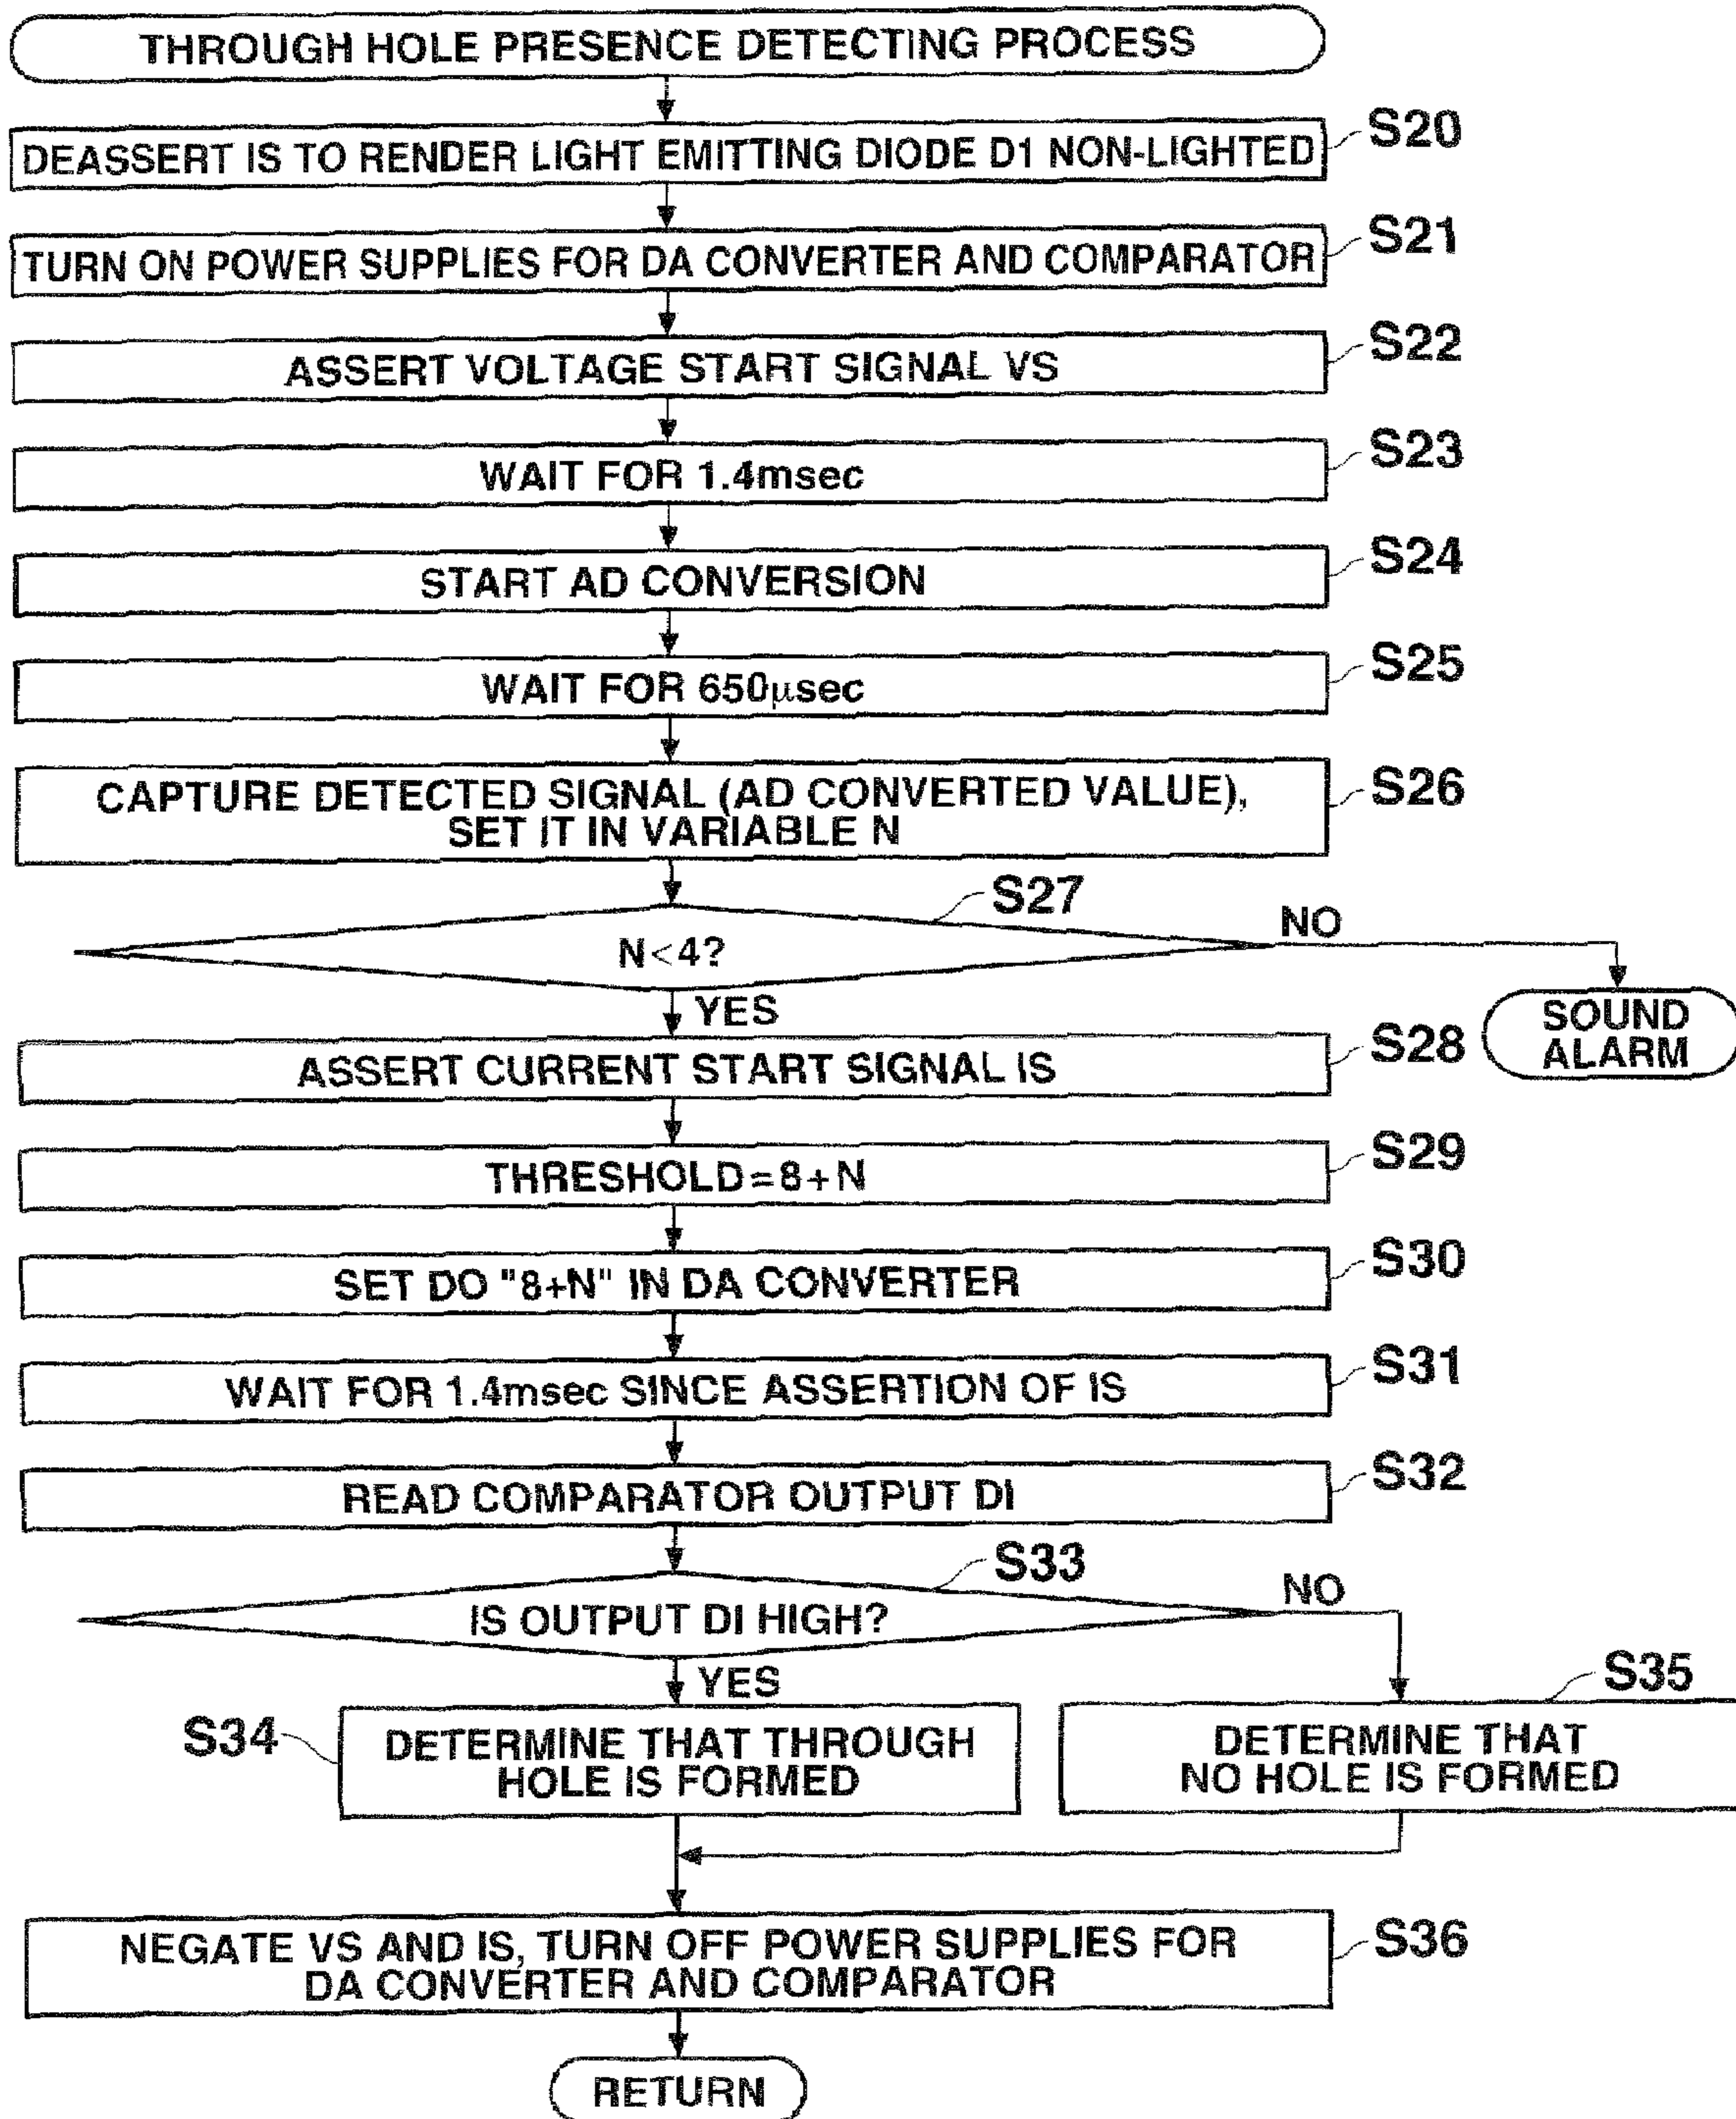 THROUGH HOLE PRESENCE DETECTING PROCESS
S20
DEASSERT IS TO RENDER LIGHT EMITTING DIODE D1 NON-LIGHTED
S21
TURN ON POWER SUPPLIES FOR DA CONVERTER AND COMPARATOR
S22
ASSERT VOLTAGE START SIGNAL VS
S23
WAIT FOR 1.4msec
S24
START AD CONVERSION
S25
WAIT FOR 650μsec
S26
CAPTURE DETECTED SIGNAL (AD CONVERTED VALUE),
SET IT IN VARIABLE N
S27
NO
N<4?
YES
SOUND
ALARM
S28
ASSERT CURRENT START SIGNAL IS
S29
THRESHOLD=8+N
S30
SET DO "8+N" IN DA CONVERTER
S31
WAIT FOR 1.4msec SINCE ASSERTION OF IS
S32
READ COMPARATOR OUTPUT DI
S33
NO
IS OUTPUT DI HIGH?
YES
S35
S34
DETERMINE THAT THROUGH
HOLE IS FORMED
DETERMINE THAT
NO HOLE IS FORMED
S36
NEGATE VS AND IS, TURN OFF POWER SUPPLIES FOR
DA CONVERTER AND COMPARATOR
RETURN